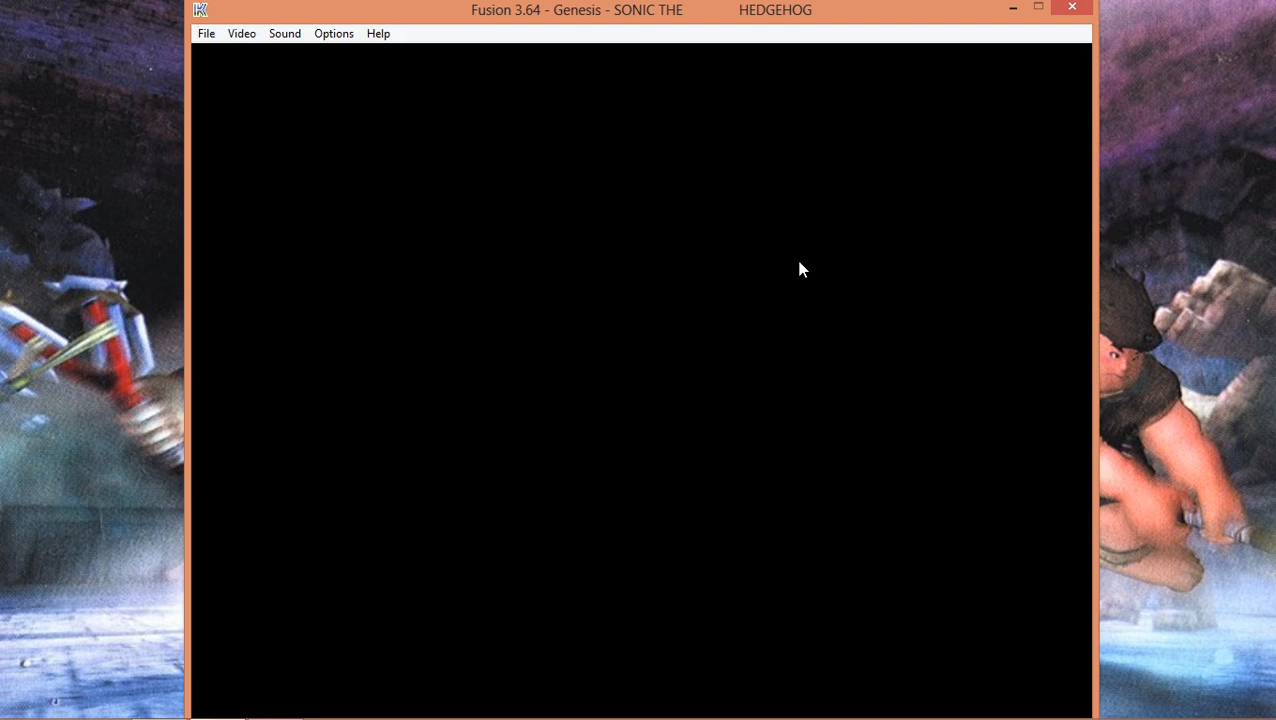 Fusion 3.64 - Genesis - SONIC THE HEDGEHOG
File Video Sound Options Help